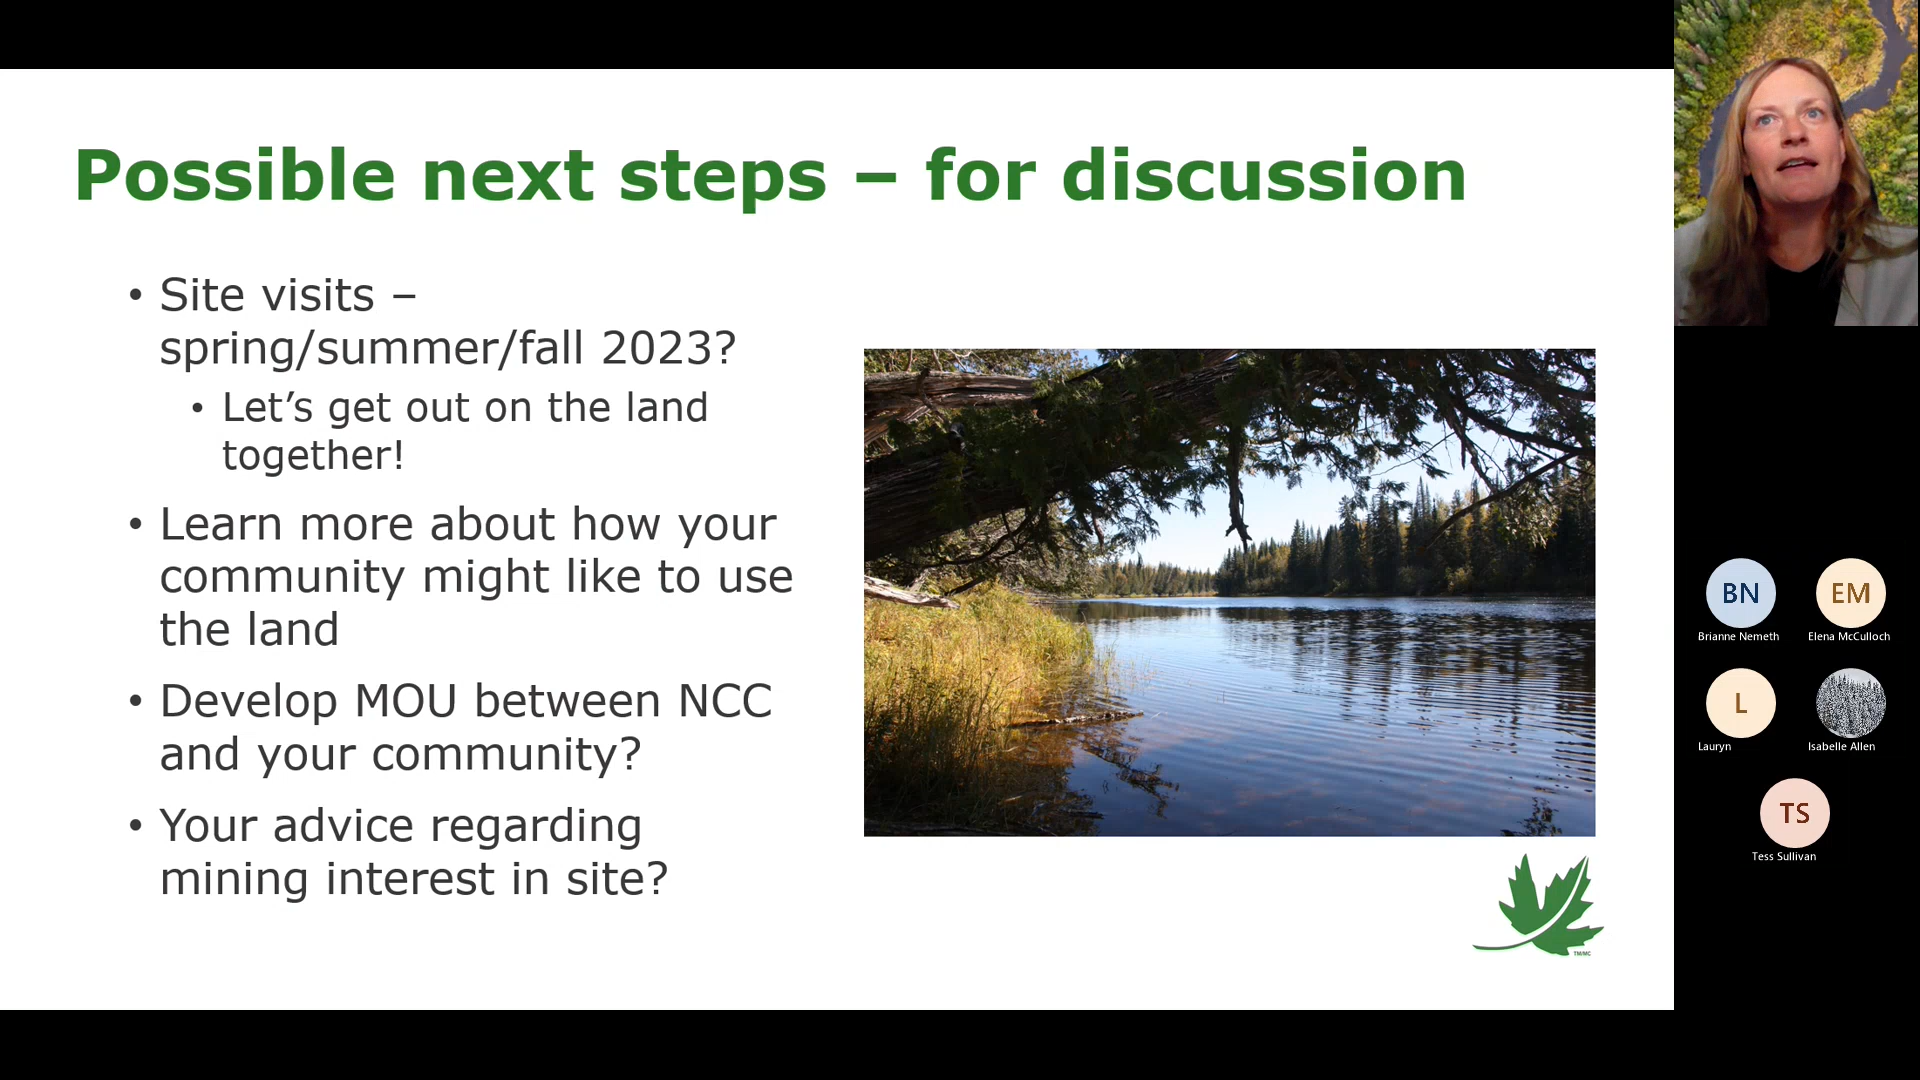 Possible next steps – for discussion
• Site visits –
spring/summer/fall 2023?
• Let’s get out on the land
together!
• Learn more about how your
community might like to use
the land
• Develop MOU between NCC
and your community?
• Your advice regarding
mining interest in site?
TM/MC
BN
Brianne Nemeth
EM
Elena McCulloch
L
Lauryn
Isabelle Allen
TS
Tess Sullivan